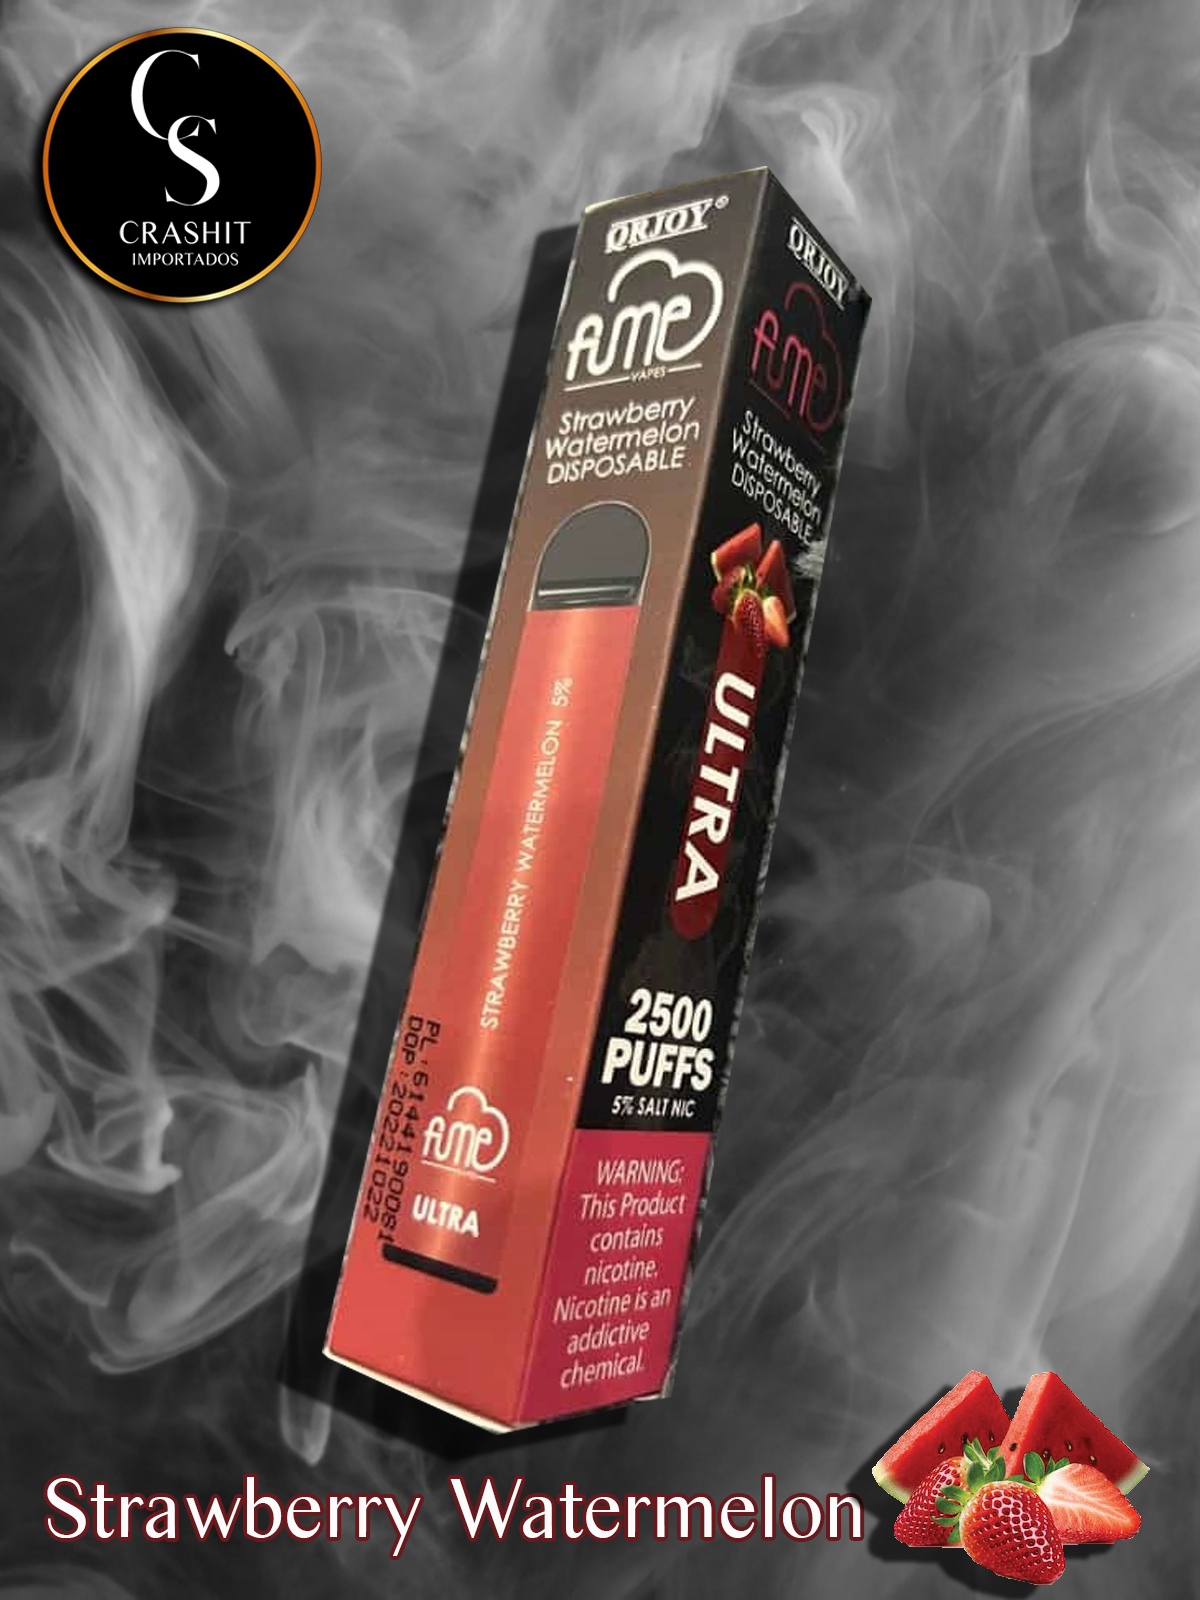 CS
CRASHIT
IMPORTADOS
QRJOY®
fume
VAPES
Strawberry
Watermelon
DISPOSABLE
STRAWBERRY WATERMELON 5%
fume
ULTRA
PL:6144190081
DOP:20221022
QRJOY
fume
Strawberry
Watermelon
DISPOSABLE
ULTRA
2500
PUFFS
5% SALT NIC
WARNING:
This Product
contains
nicotine.
Nicotine is an
addictive
chemical.
Strawberry Watermelon